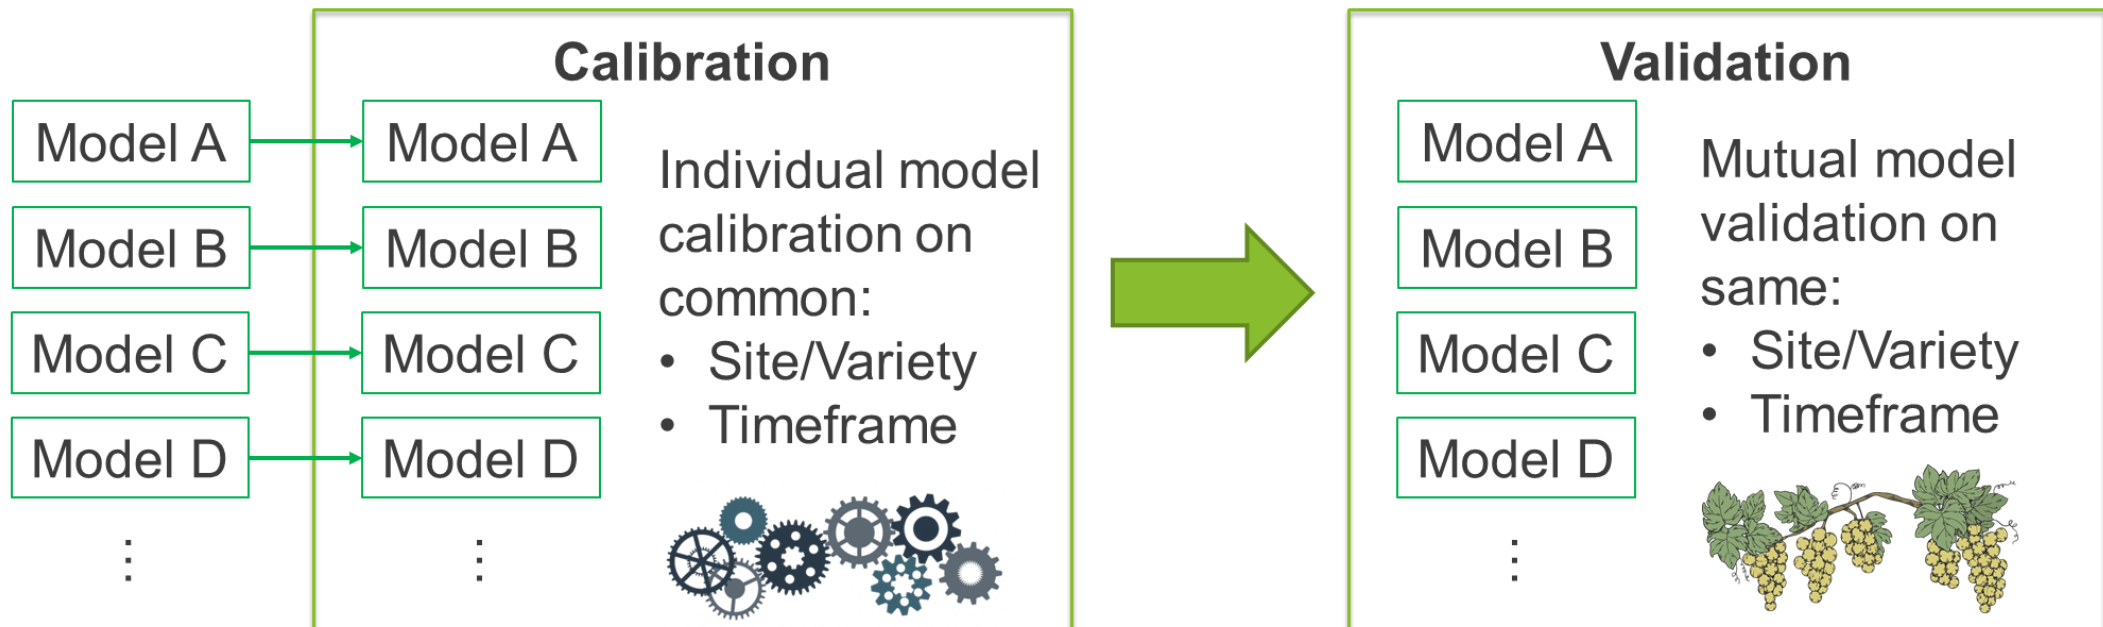 Calibration
Validation
Model A
Model B
Model C
Model D
⋮
Model A
Model B
Model C
Model D
⋮
Individual model
calibration on
common:
• Site/Variety
• Timeframe
Model A
Model B
Model C
Model D
⋮
Mutual model
validation on
same:
• Site/Variety
• Timeframe